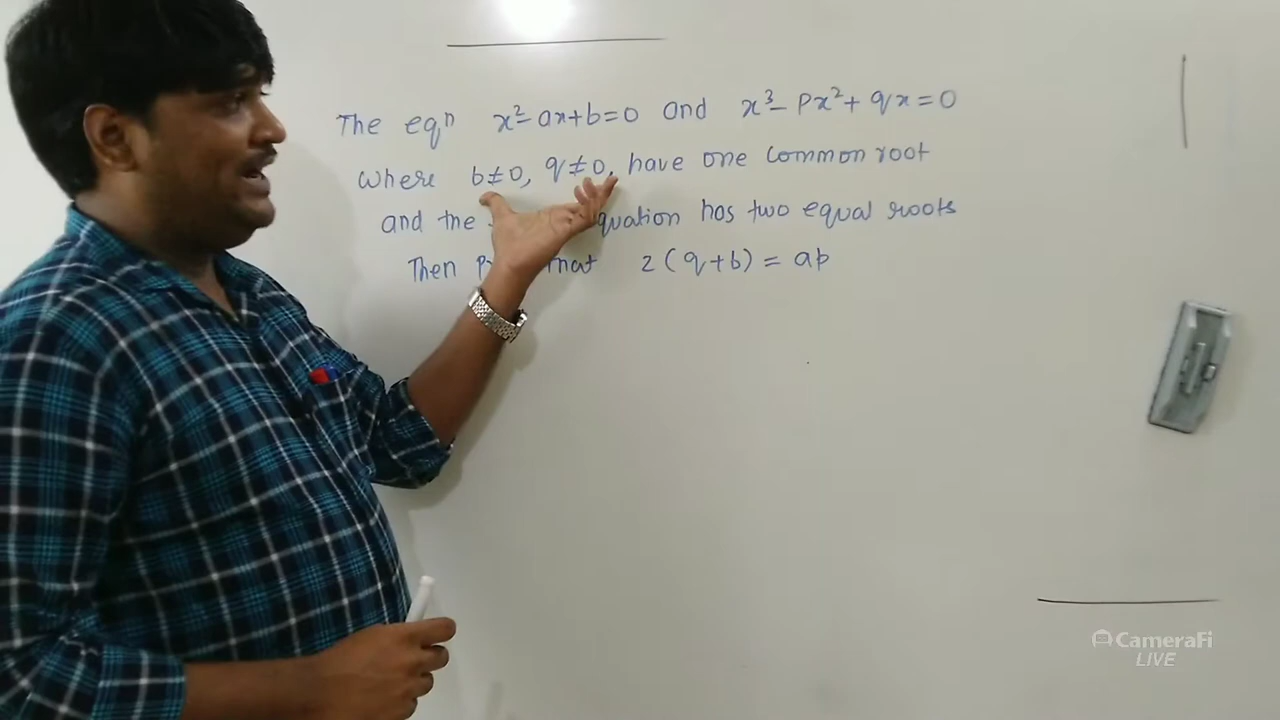 The eqⁿ x²-ax+b=0 and x³-px²+qx=0
where b≠0, q≠0, have one common root
and the equation has two equal roots
Then that 2(q+b) = ap
CameraFi
LIVE